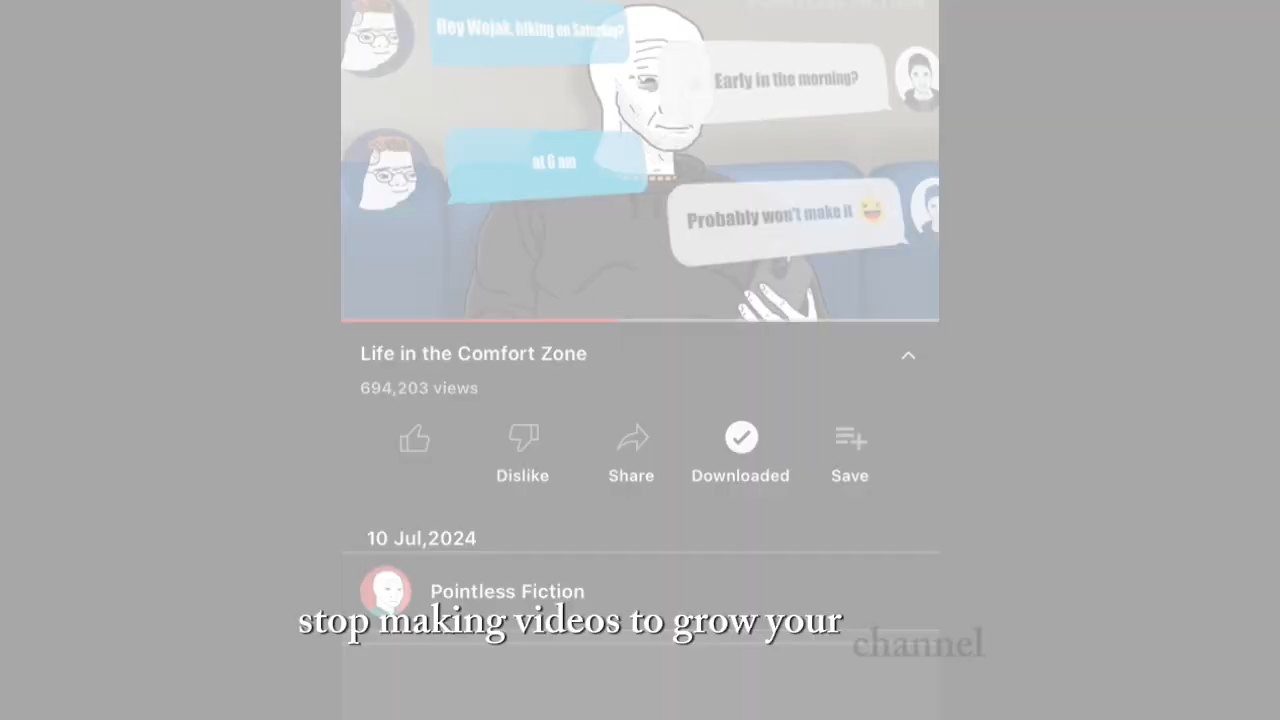 Hey Wojak, hiking on Saturday?
Early in the morning?
at 6 am
Probably won't make it 😆
Life in the Comfort Zone
694,203 views
Dislike
Share
Downloaded
Save
10 Jul,2024
Pointless Fiction
stop making videos to grow your channel